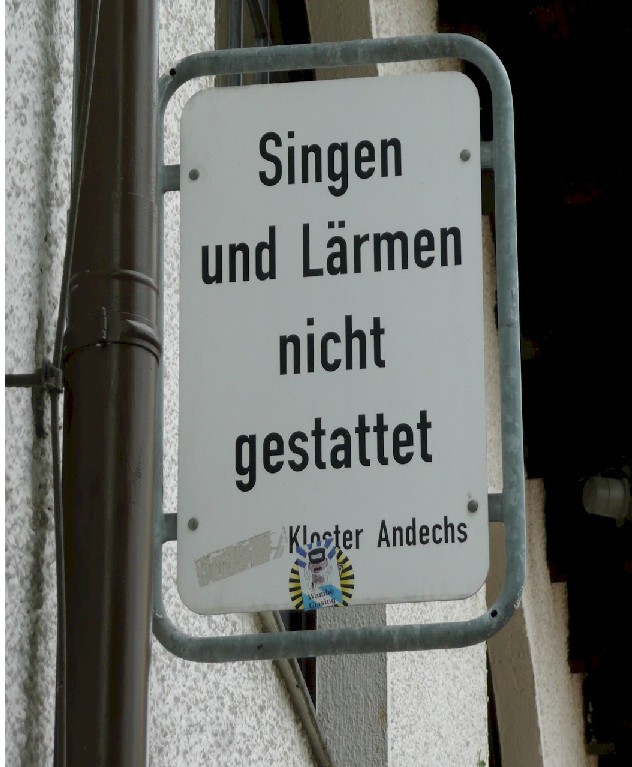 Singen
und Lärmen
nicht
gestattet
Kloster Andechs